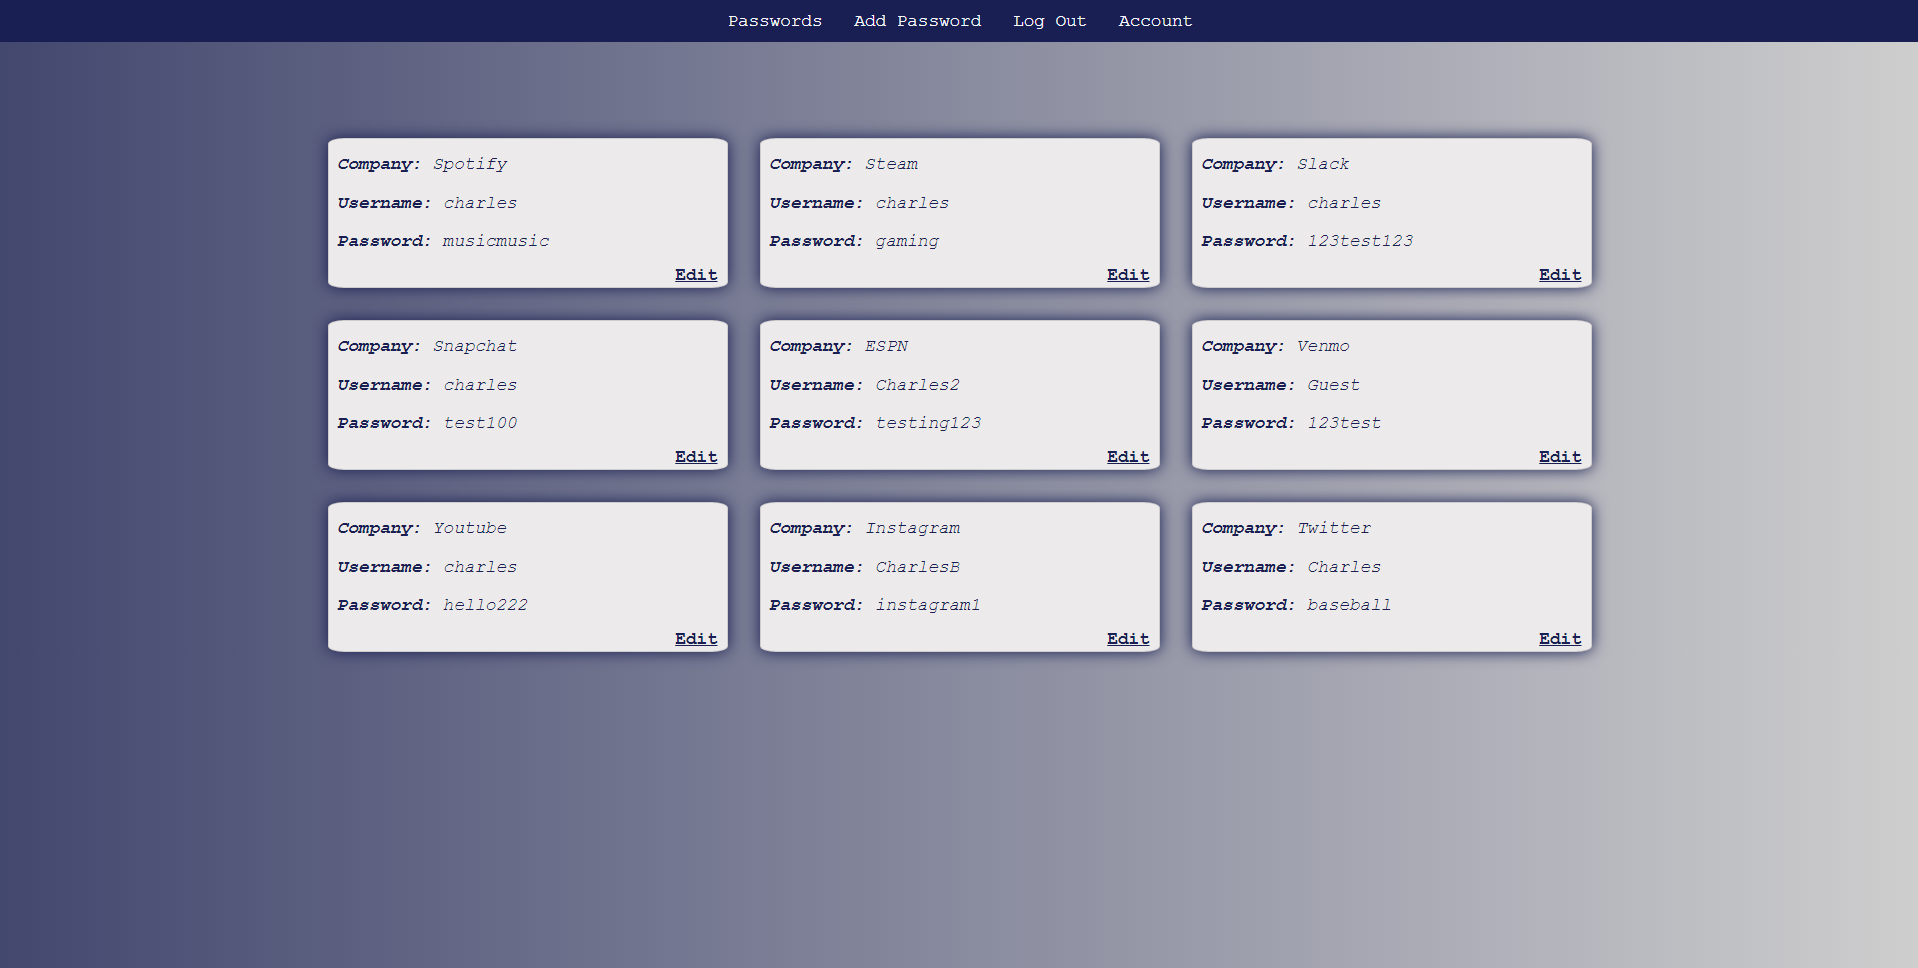 Passwords Add Password Log Out Account
Company: Spotify
Username: charles
Password: musicmusic
Edit
Company: Steam
Username: charles
Password: gaming
Edit
Company: Slack
Username: charles
Password: 123test123
Edit
Company: Snapchat
Username: charles
Password: test100
Edit
Company: ESPN
Username: Charles2
Password: testing123
Edit
Company: Venmo
Username: Guest
Password: 123test
Edit
Company: Youtube
Username: charles
Password: hello222
Edit
Company: Instagram
Username: CharlesB
Password: instagram1
Edit
Company: Twitter
Username: Charles
Password: baseball
Edit